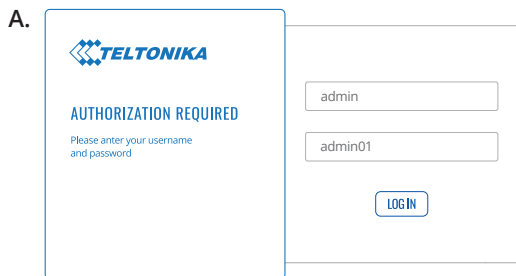 A.
TELTONIKA
AUTHORIZATION REQUIRED
Please anter your username
and password
admin
admin01
LOG IN